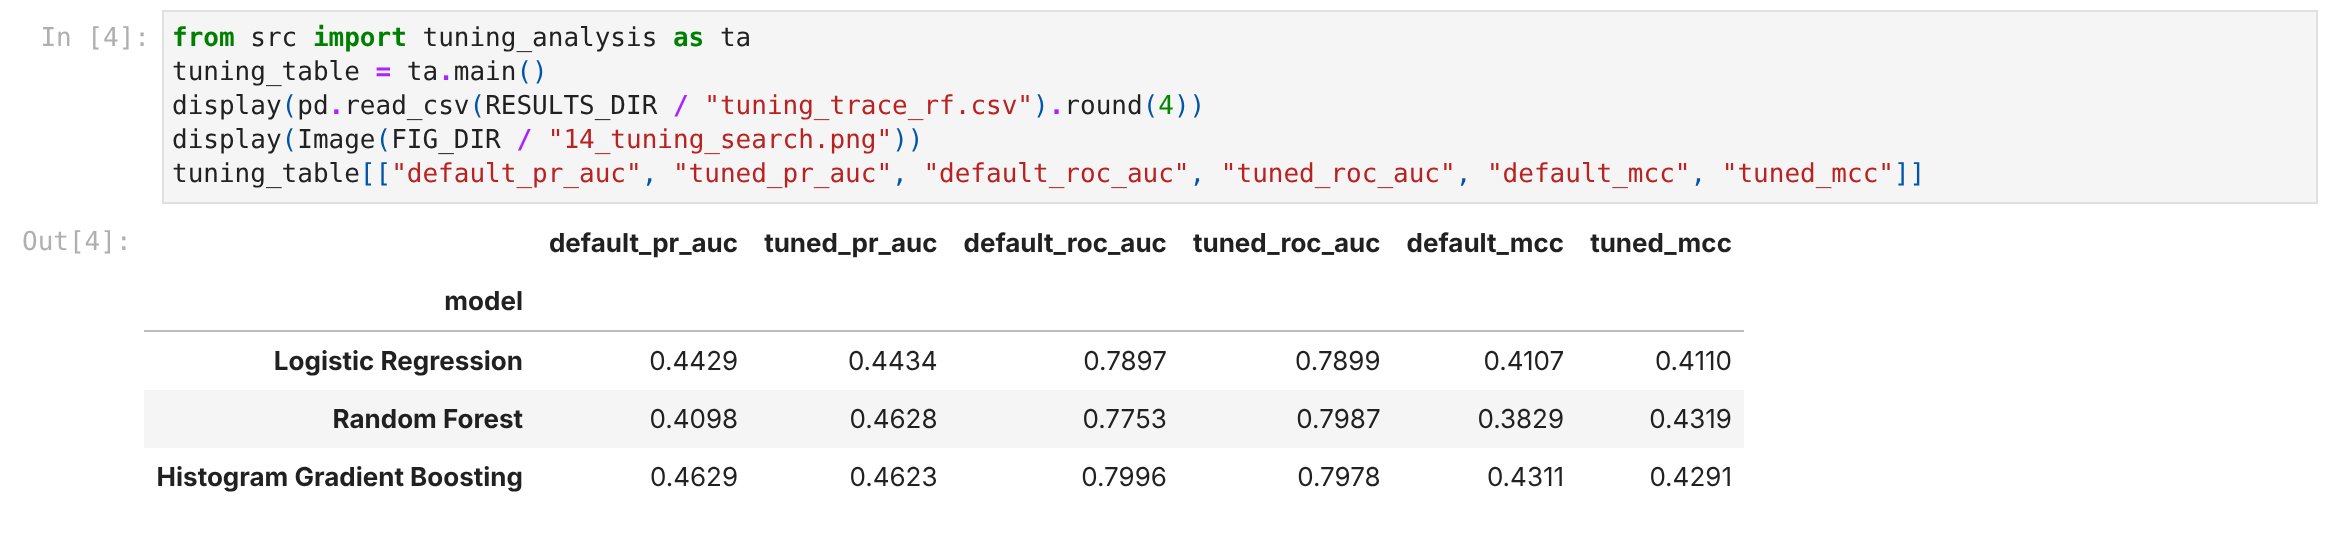 In [4]: from src import tuning_analysis as ta
tuning_table = ta.main()
display(pd.read_csv(RESULTS_DIR / "tuning_trace_rf.csv").round(4))
display(Image(FIG_DIR / "14_tuning_search.png"))
tuning_table[["default_pr_auc", "tuned_pr_auc", "default_roc_auc", "tuned_roc_auc", "default_mcc", "tuned_mcc"]]
Out[4]: default_pr_auc tuned_pr_auc default_roc_auc tuned_roc_auc default_mcc tuned_mcc
model
Logistic Regression 0.4429 0.4434 0.7897 0.7899 0.4107 0.4110
Random Forest 0.4098 0.4628 0.7753 0.7987 0.3829 0.4319
Histogram Gradient Boosting 0.4629 0.4623 0.7996 0.7978 0.4311 0.4291